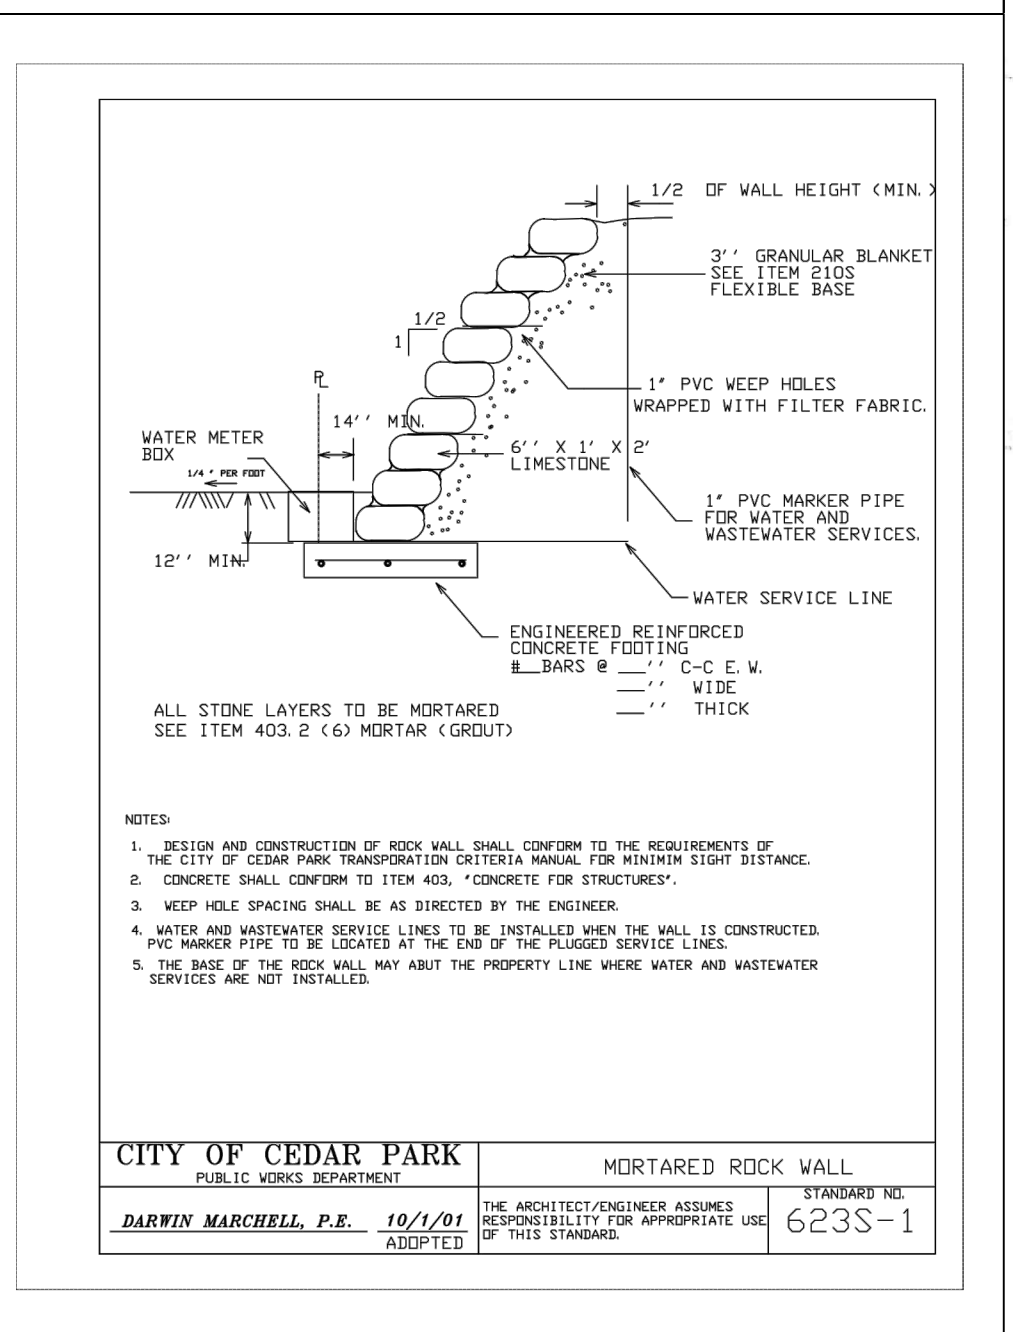 1/2 OF WALL HEIGHT (MIN.)
3'' GRANULAR BLANKET
SEE ITEM 210S
FLEXIBLE BASE
1/2
1
PL
1" PVC WEEP HOLES
WRAPPED WITH FILTER FABRIC.
14'' MIN.
WATER METER
BOX
6'' X 1' X 2'
LIMESTONE
1/4 " PER FOOT
1" PVC MARKER PIPE
FOR WATER AND
WASTEWATER SERVICES.
12'' MIN.
WATER SERVICE LINE
ENGINEERED REINFORCED
CONCRETE FOOTING
#__BARS @ ___'' C-C E.W.
___'' WIDE
___'' THICK
ALL STONE LAYERS TO BE MORTARED
SEE ITEM 403.2 (6) MORTAR (GROUT)
NOTES:
1. DESIGN AND CONSTRUCTION OF ROCK WALL SHALL CONFORM TO THE REQUIREMENTS OF
THE CITY OF CEDAR PARK TRANSPORATION CRITERIA MANUAL FOR MINIMIM SIGHT DISTANCE.
2. CONCRETE SHALL CONFORM TO ITEM 403, "CONCRETE FOR STRUCTURES".
3. WEEP HOLE SPACING SHALL BE AS DIRECTED BY THE ENGINEER.
4. WATER AND WASTEWATER SERVICE LINES TO BE INSTALLED WHEN THE WALL IS CONSTRUCTED.
PVC MARKER PIPE TO BE LOCATED AT THE END OF THE PLUGGED SERVICE LINES.
5. THE BASE OF THE ROCK WALL MAY ABUT THE PROPERTY LINE WHERE WATER AND WASTEWATER
SERVICES ARE NOT INSTALLED.
CITY OF CEDAR PARK
PUBLIC WORKS DEPARTMENT
MORTARED ROCK WALL
DARWIN MARCHELL, P.E. 10/1/01
ADOPTED
THE ARCHITECT/ENGINEER ASSUMES
RESPONSIBILITY FOR APPROPRIATE USE
OF THIS STANDARD.
STANDARD NO.
623S-1